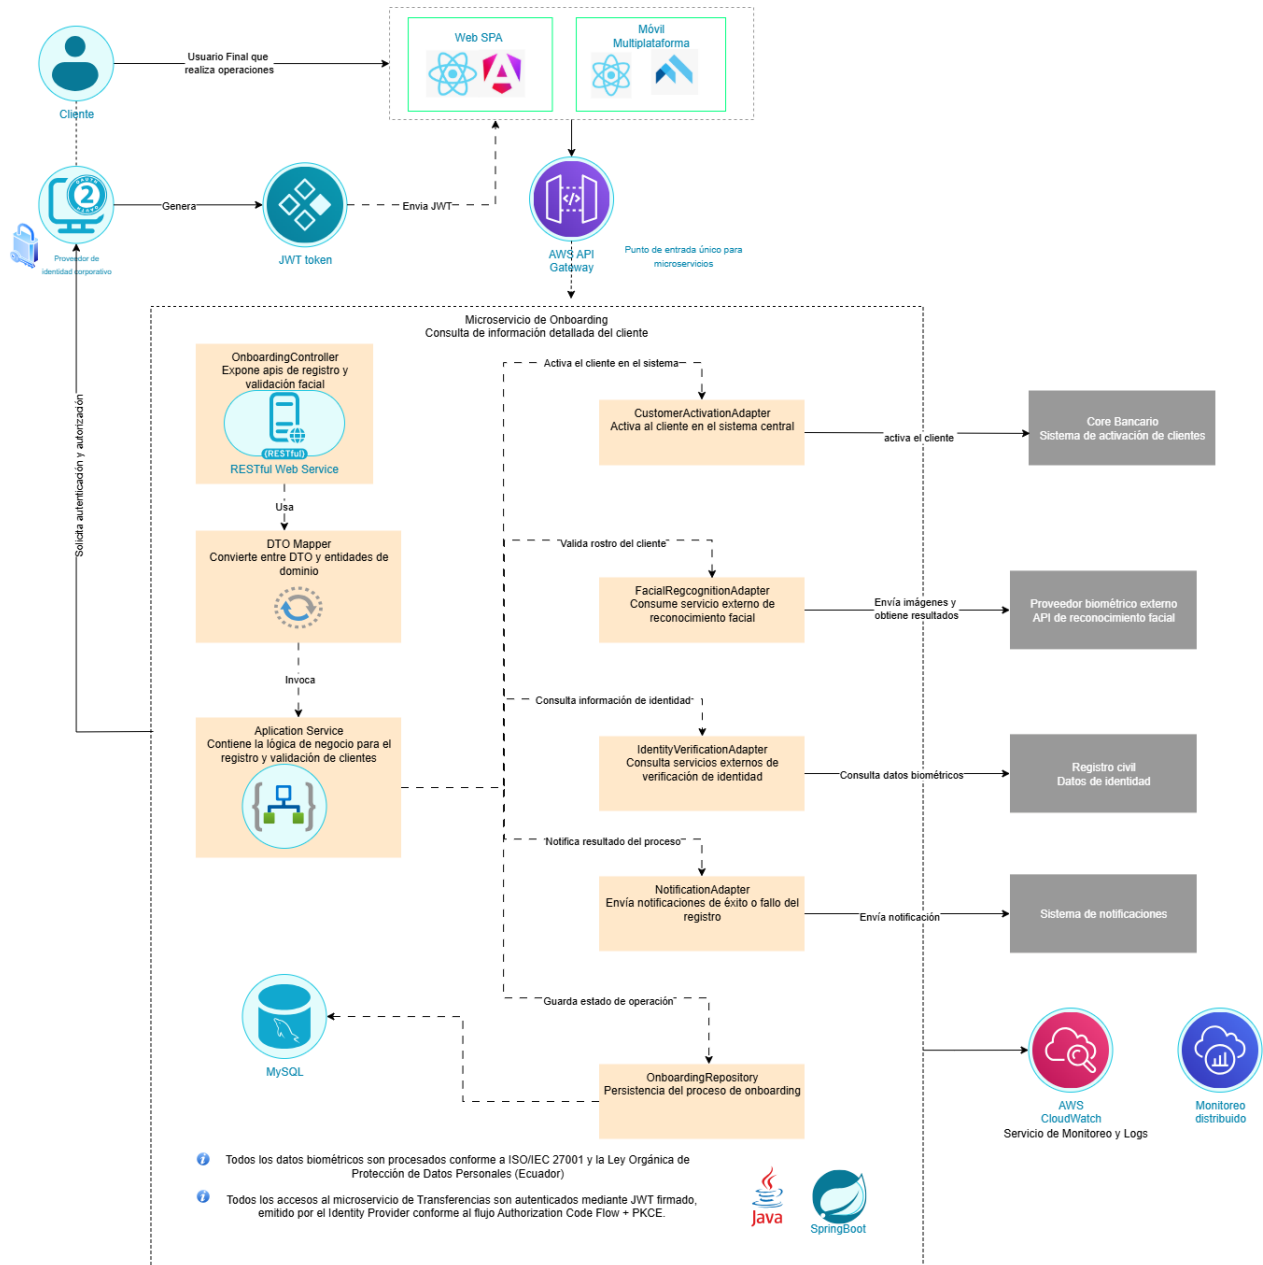 Web SPA
Móvil
Multiplataforma
Usuario Final que
realiza operaciones
Cliente
OAUTH
2
Genera
Envia JWT
Proveedor de
identidad corporativo
JWT token
AWS API
Gateway
Punto de entrada único para
microservicios
Solicita autenticación y autorización
Microservicio de Onboarding
Consulta de información detallada del cliente
OnboardingController
Expone apis de registro y
validación facial
{RESTful}
RESTful Web Service
Usa
DTO Mapper
Convierte entre DTO y entidades de
dominio
Invoca
Aplication Service
Contiene la lógica de negocio para el
registro y validación de clientes
Activa el cliente en el sistema
CustomerActivationAdapter
Activa al cliente en el sistema central
activa el cliente
Core Bancario
Sistema de activación de clientes
Valida rostro del cliente
FacialRegcognitionAdapter
Consume servicio externo de
reconocimiento facial
Envía imágenes y
obtiene resultados
Proveedor biométrico externo
API de reconocimiento facial
Consulta información de identidad
IdentityVerificationAdapter
Consulta servicios externos de
verificación de identidad
Consulta datos biométricos
Registro civil
Datos de identidad
Notifica resultado del proceso
NotificationAdapter
Envía notificaciones de éxito o fallo del
registro
Envía notificación
Sistema de notificaciones
Guarda estado de operación
MySQL
OnboardingRepository
Persistencia del proceso de onboarding
AWS
CloudWatch
Servicio de Monitoreo y Logs
Monitoreo
distribuido
Todos los datos biométricos son procesados conforme a ISO/IEC 27001 y la Ley Orgánica de
Protección de Datos Personales (Ecuador)
Todos los accesos al microservicio de Transferencias son autenticados mediante JWT firmado,
emitido por el Identity Provider conforme al flujo Authorization Code Flow + PKCE.
Java
SpringBoot